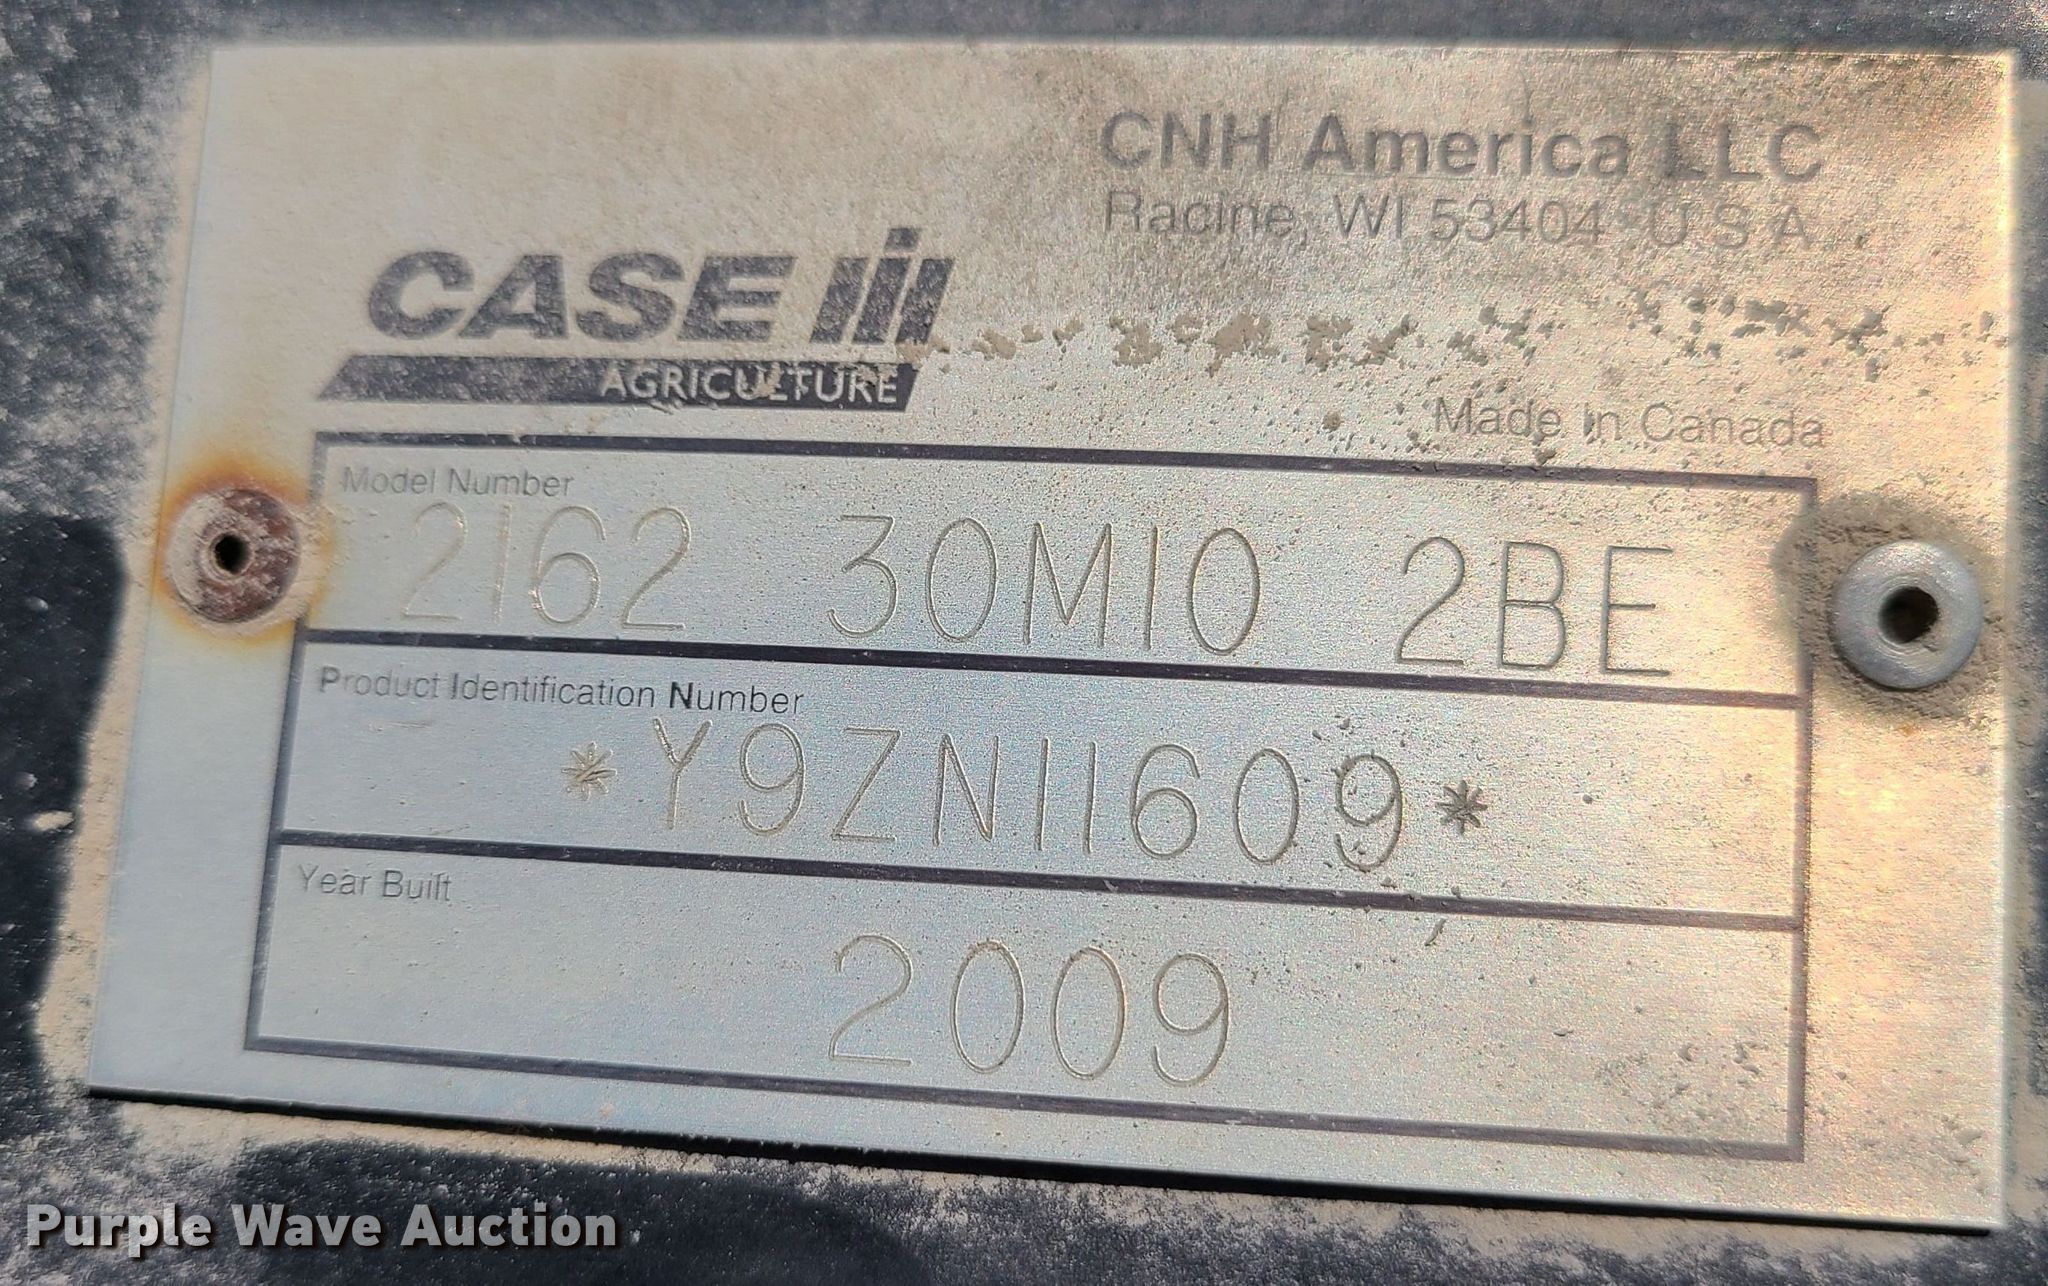 CNH America LLC
Racine, WI 53404 U S A
CASE IH
AGRICULTURE
Made In Canada
Model Number
2162 30M10 2BE
Product Identification Number
*Y9ZN11609*
Year Built
2009
Purple Wave Auction